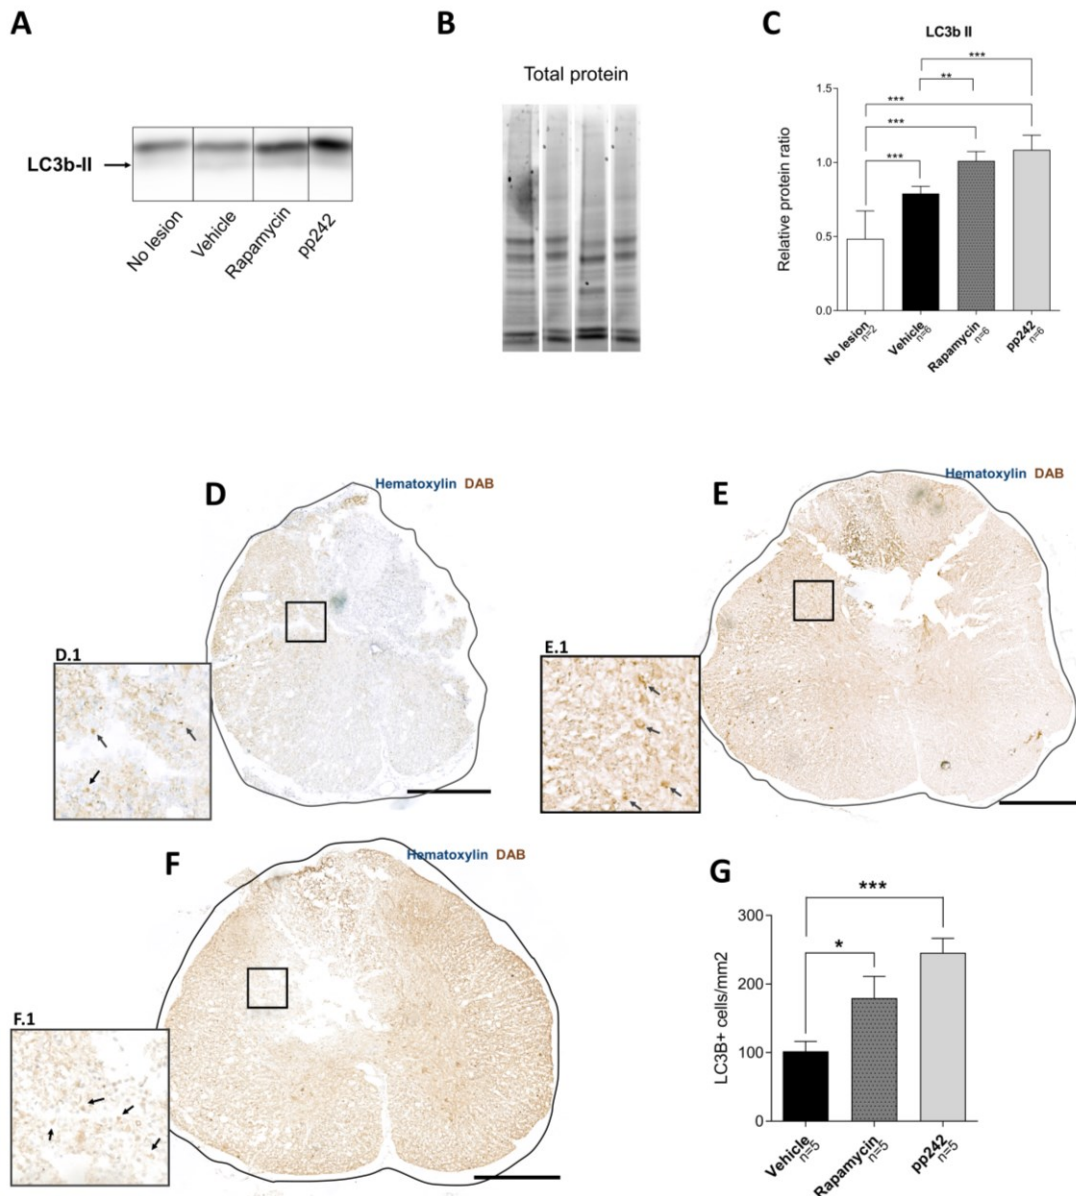 A
LC3b-II
No lesion
Vehicle
Rapamycin
pp242
B
Total protein
C
LC3b II
***
**
***
***
***
Relative protein ratio
1.5
1.0
0.5
0.0
No lesion
n=2
Vehicle
n=6
Rapamycin
n=6
pp242
n=6
D
Hematoxylin DAB
D.1
E
Hematoxylin DAB
E.1
F
Hematoxylin DAB
F.1
G
***
*
LC3B+ cells/mm2
300
200
100
0
Vehicle
n=5
Rapamycin
n=5
pp242
n=5